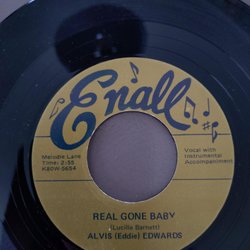 Enall
Melodie Lane
Time: 2:55
K80W-5654
Vocal with
Instrumental
Accompaniment
REAL GONE BABY
(Lucille Barnett)
ALVIS (Eddie) EDWARDS